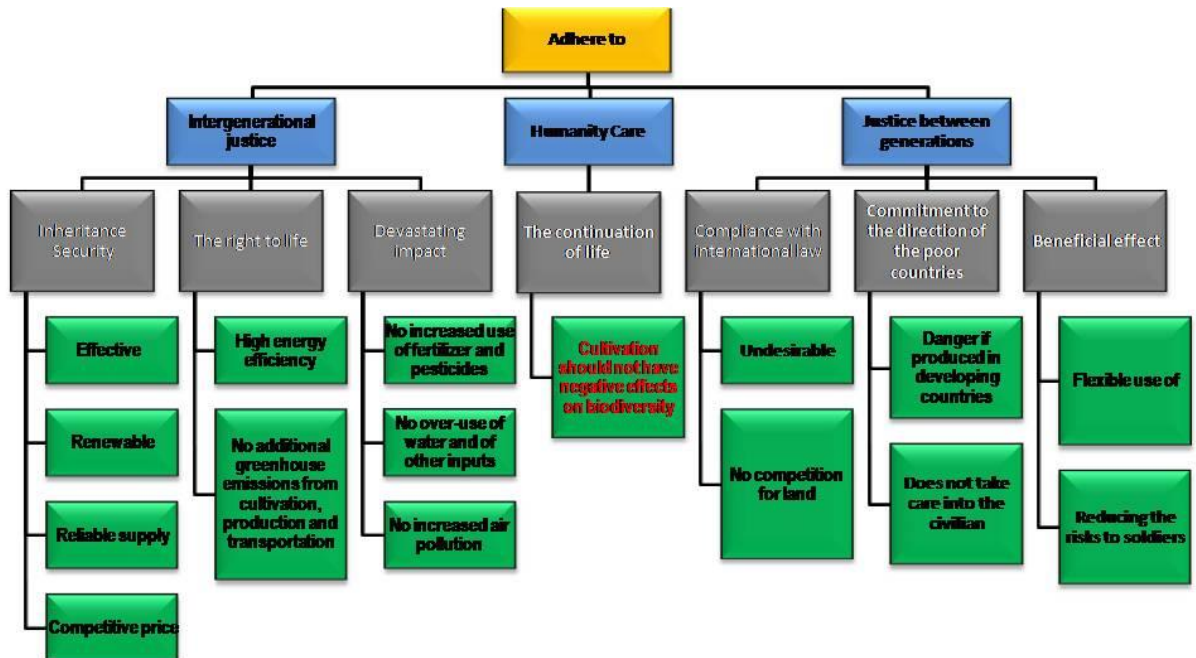 Adhere to
Intergenerational
justice
Humanity Care
Justice between
generations
Inheritance
Security
The right to life
Devastating
Impact
The continuation
of life
Compliance with
international law
Commitment to
the direction of
the poor
countries
Beneficial effect
Effective
Renewable
Reliable supply
Competitive price
High energy
efficiency
No additional
greenhouse
emissions from
cultivation,
production and
transportation
No increased use
of fertilizer and
pesticides
No over-use of
water and of
other inputs
No increased air
pollution
Cultivation
should not have
negative effects
on biodiversity
Undesirable
No competition
for land
Danger if
produced in
developing
countries
Does not take
care into the
civilian
Flexible use of
Reducing the
risks to soldiers